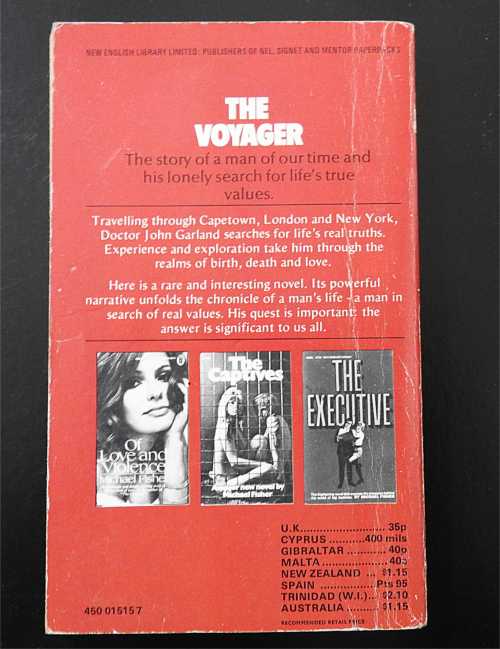 NEW ENGLISH LIBRARY LIMITED: PUBLISHERS OF NEL, SIGNET AND MENTOR PAPERBACKS
THE
VOYAGER
The story of a man of our time and
his lonely search for life's true
values.
Travelling through Capetown, London and New York,
Doctor John Garland searches for life's real truths.
Experience and exploration take him through the
realms of birth, death and love.
Here is a rare and interesting novel. Its powerful
narrative unfolds the chronicle of a man's life - a man in
search of real values. His quest is important: the
answer is significant to us all.
Of
Love and
Violence
Michael Fisher
The
Captives
new novel by
Michael Fisher
THE
EXECUTIVE
BY MICHAEL FISHER
U.K. .......................... 35p
CYPRUS ...........400 mils
GIBRALTAR ............ 40p
MALTA ................... 40c
NEW ZEALAND ... $1.15
SPAIN ................. Pts 95
TRINIDAD (W.I.)... $2.10
AUSTRALIA .......... $1.15
RECOMMENDED RETAIL PRICE
450 01515 7